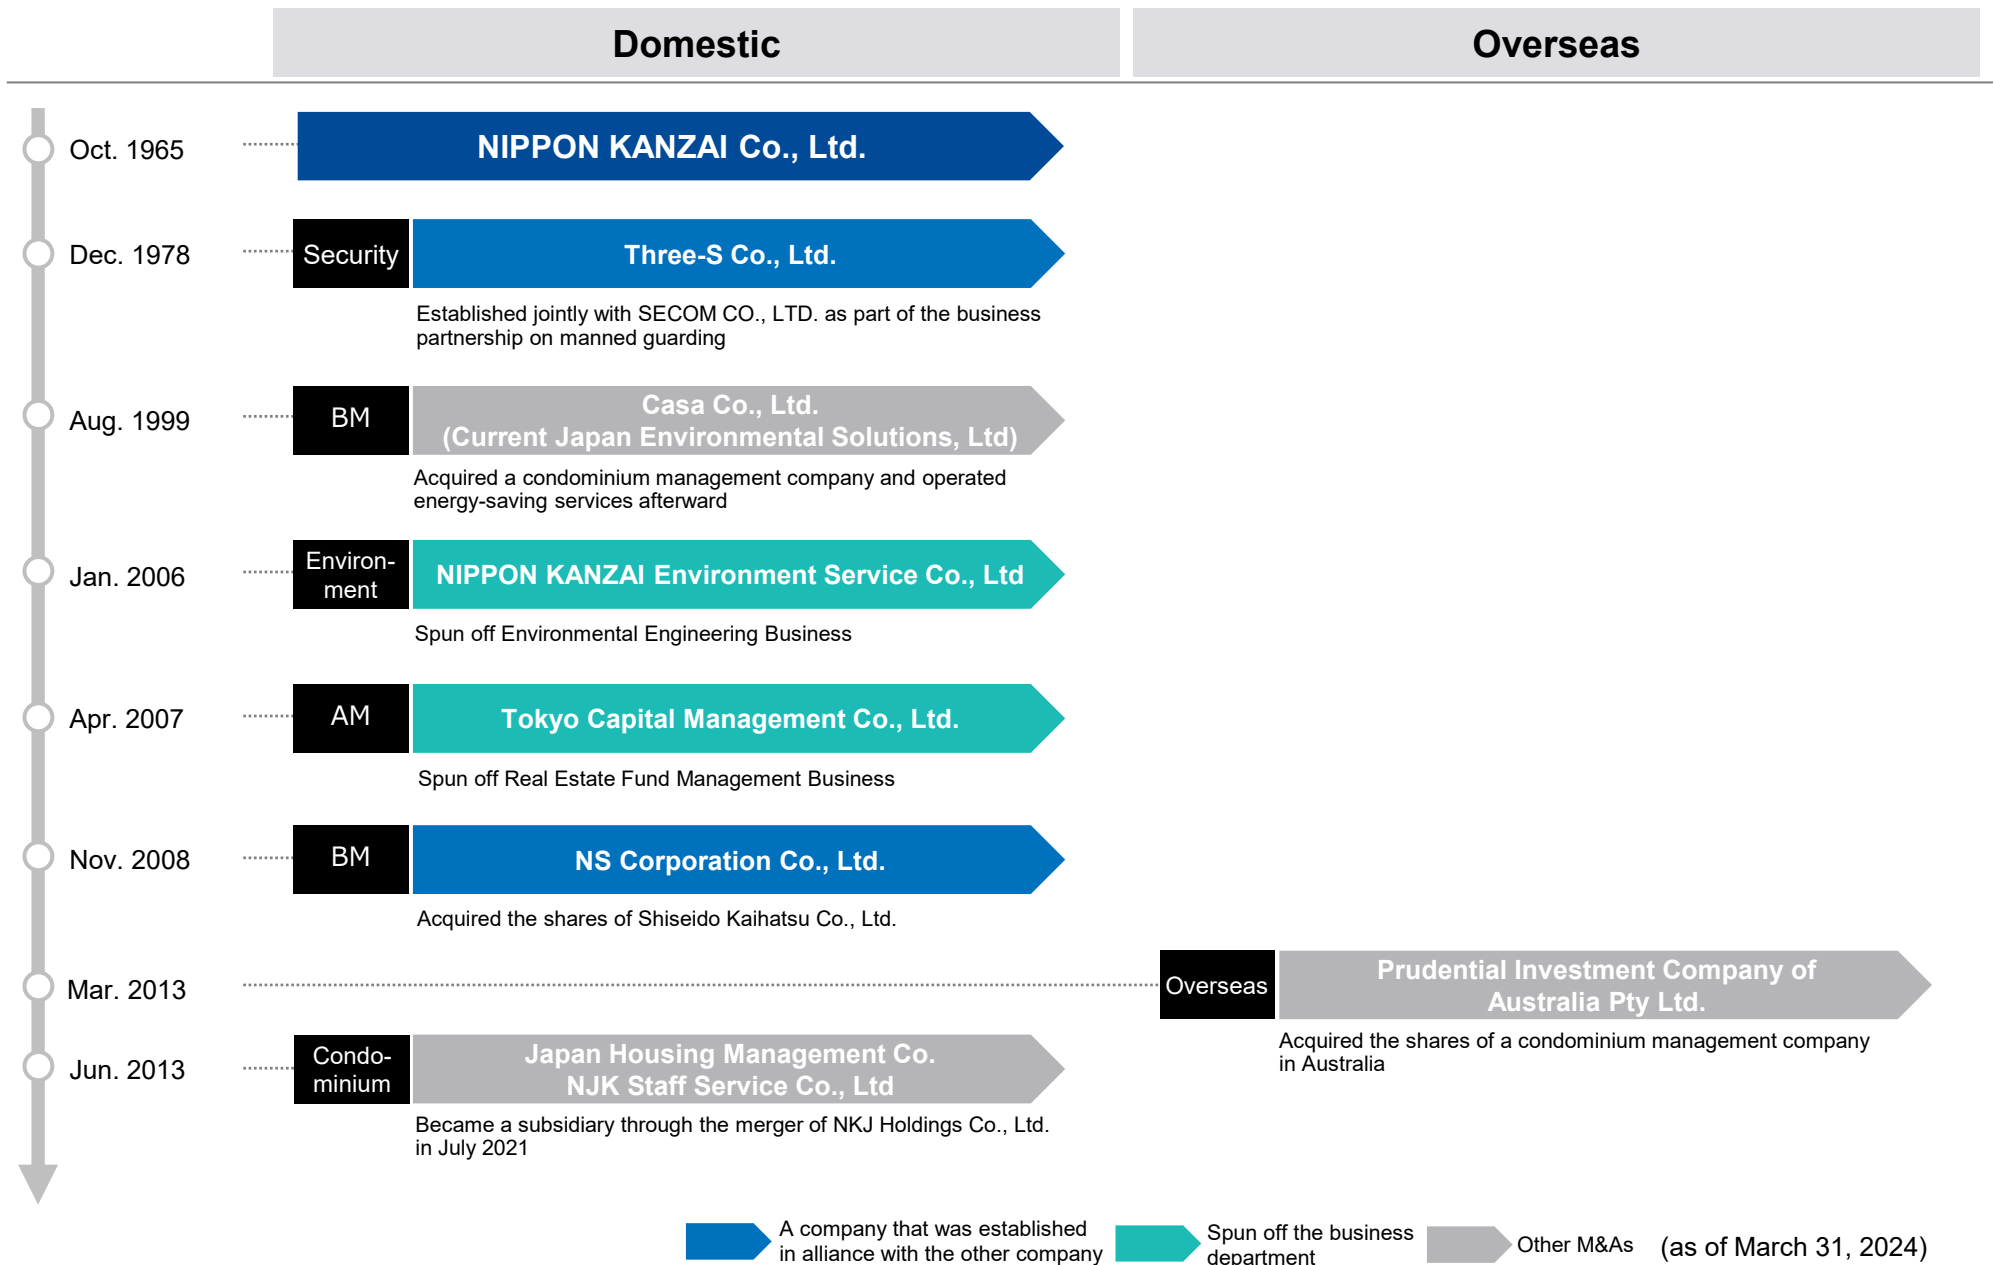 Domestic
Overseas
Oct. 1965
NIPPON KANZAI Co., Ltd.
Dec. 1978
Security
Three-S Co., Ltd.
Established jointly with SECOM CO., LTD. as part of the business
partnership on manned guarding
Aug. 1999
BM
Casa Co., Ltd.
(Current Japan Environmental Solutions, Ltd)
Acquired a condominium management company and operated
energy-saving services afterward
Jan. 2006
Environ-
ment
NIPPON KANZAI Environment Service Co., Ltd
Spun off Environmental Engineering Business
Apr. 2007
AM
Tokyo Capital Management Co., Ltd.
Spun off Real Estate Fund Management Business
Nov. 2008
BM
NS Corporation Co., Ltd.
Acquired the shares of Shiseido Kaihatsu Co., Ltd.
Mar. 2013
Overseas
Prudential Investment Company of
Australia Pty Ltd.
Acquired the shares of a condominium management company
in Australia
Jun. 2013
Condo-
minium
Japan Housing Management Co.
NJK Staff Service Co., Ltd
Became a subsidiary through the merger of NKJ Holdings Co., Ltd.
in July 2021
A company that was established
in alliance with the other company
Spun off the business
department
Other M&As
(as of March 31, 2024)